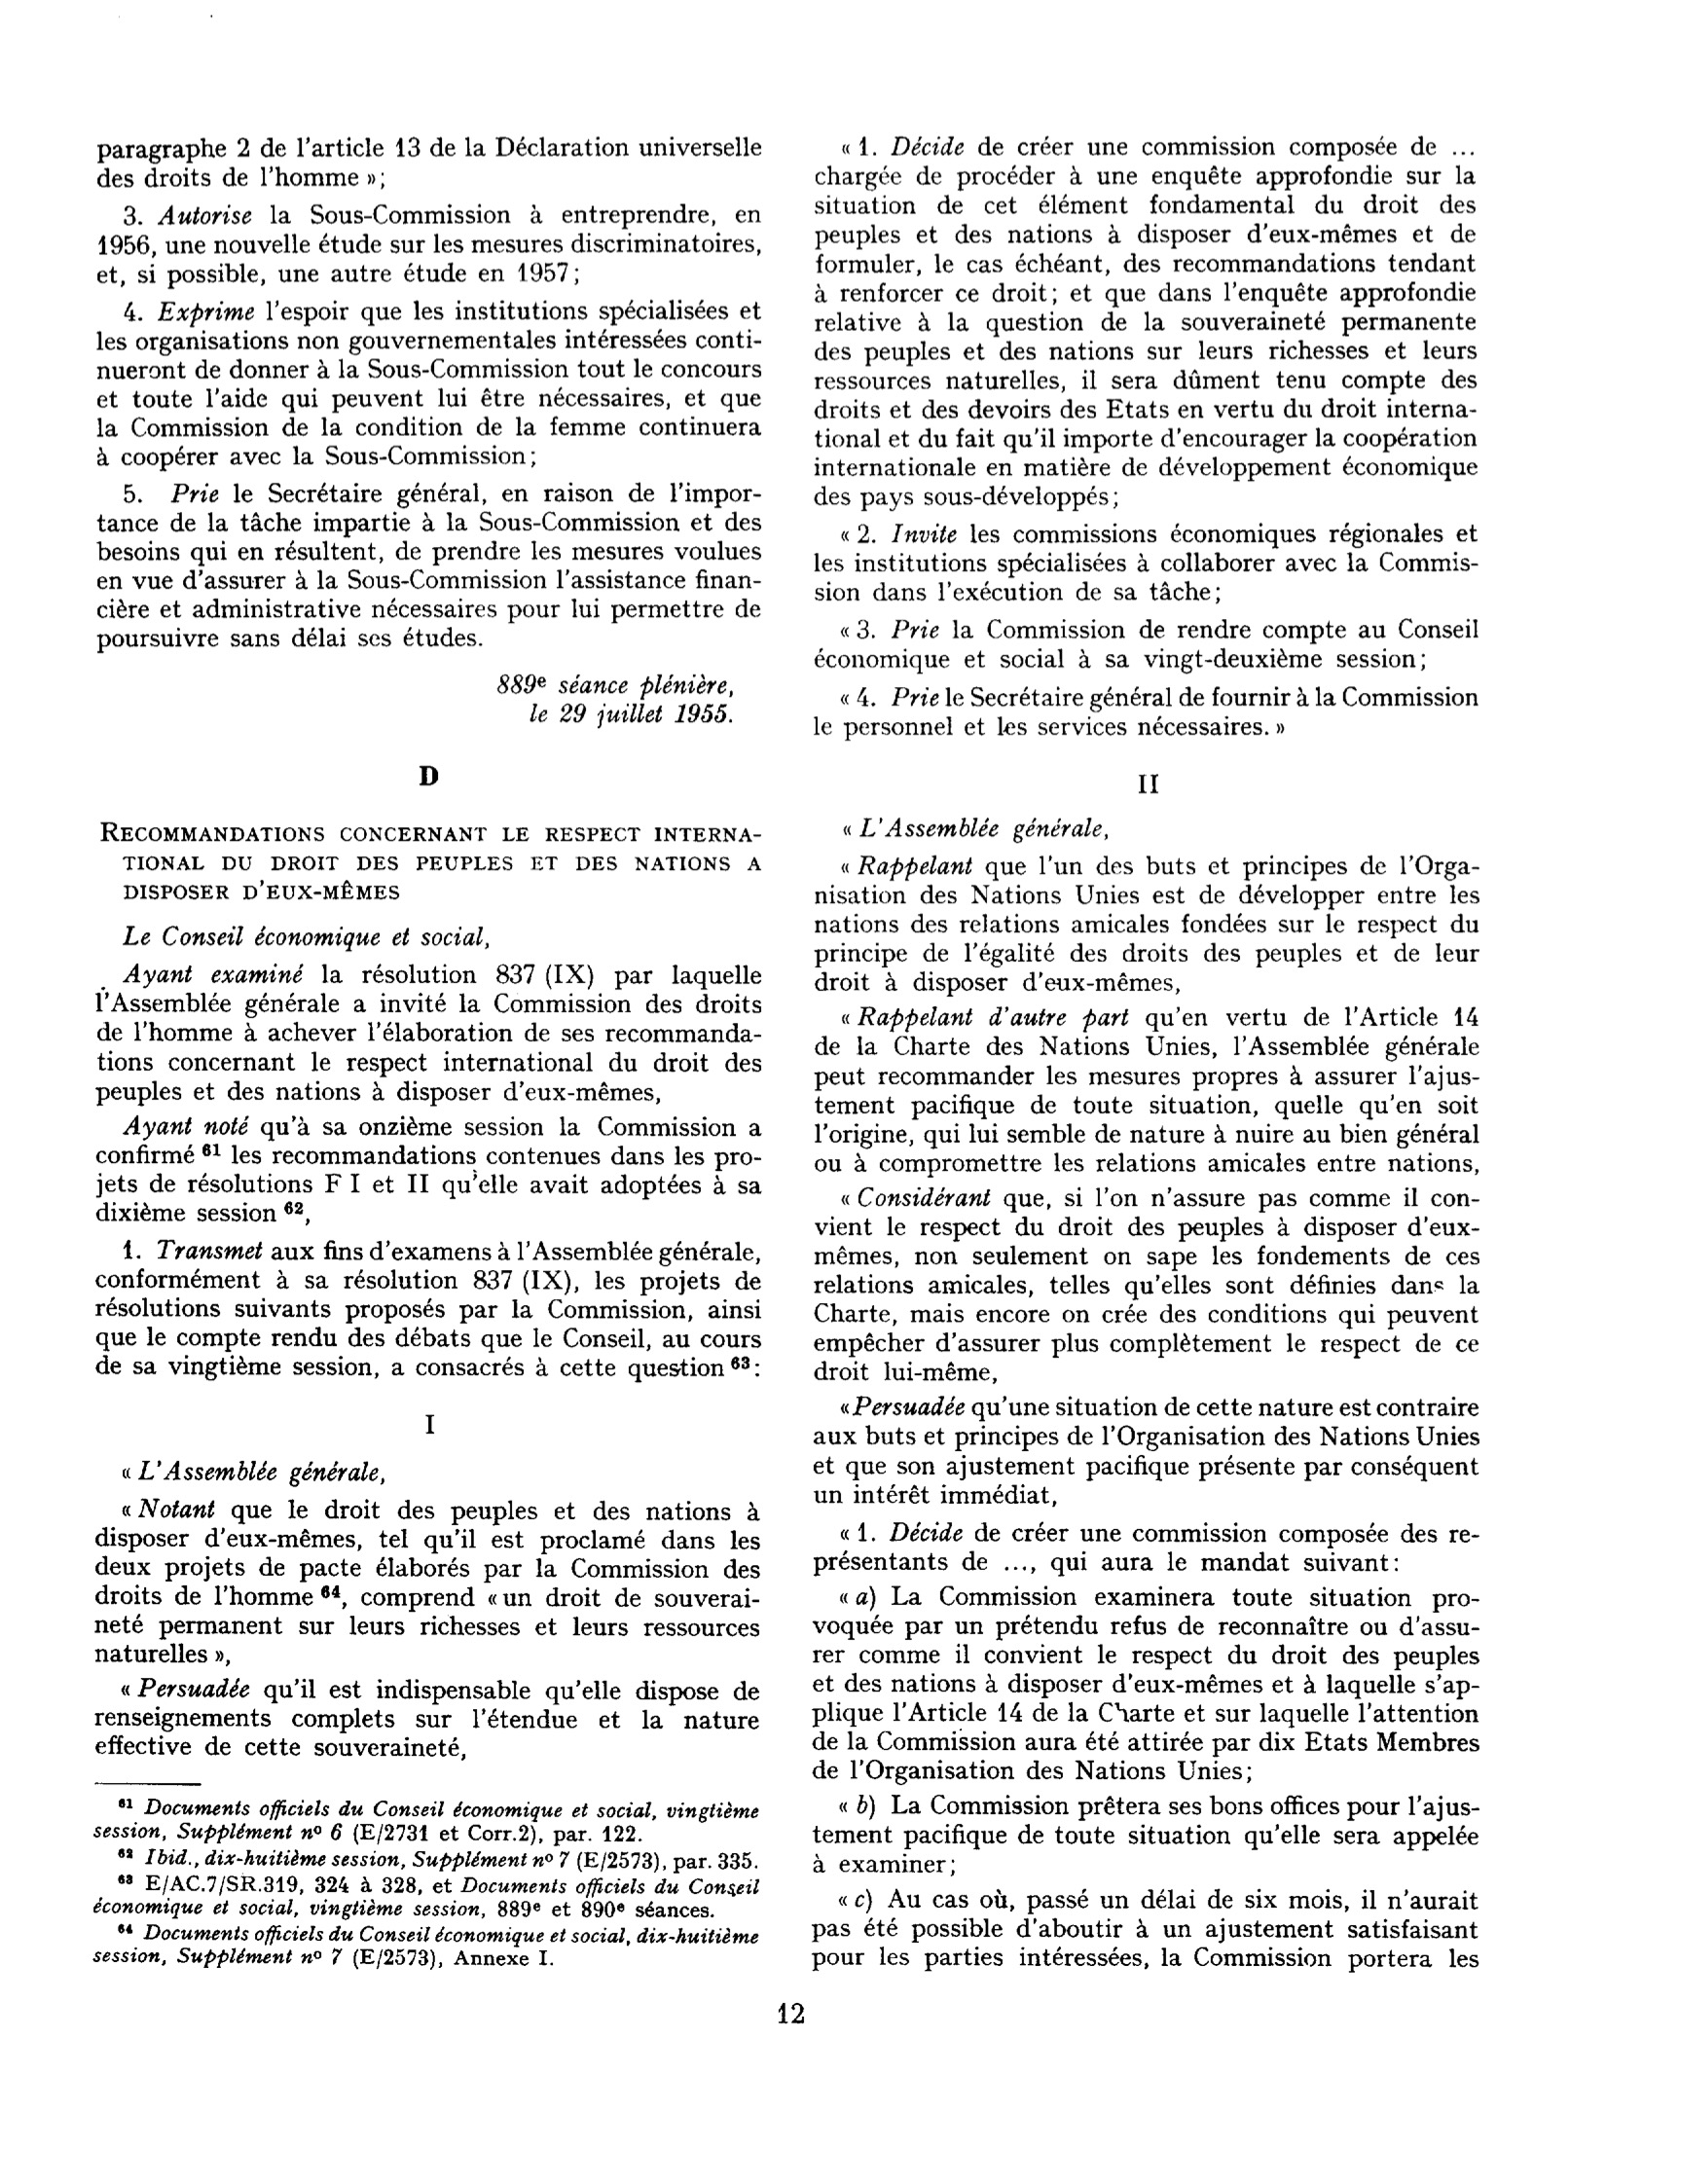 paragraphe 2 de l'article 13 de la Déclaration universelle
des droits de l'homme »;
3. Autorise la Sous-Commission à entreprendre, en
1956, une nouvelle étude sur les mesures discriminatoires,
et, si possible, une autre étude en 1957;
4. Exprime l'espoir que les institutions spécialisées et
les organisations non gouvernementales intéressées conti-
nueront de donner à la Sous-Commission tout le concours
et toute l'aide qui peuvent lui être nécessaires, et que
la Commission de la condition de la femme continuera
à coopérer avec la Sous-Commission;
5. Prie le Secrétaire général, en raison de l'impor-
tance de la tâche impartie à la Sous-Commission et des
besoins qui en résultent, de prendre les mesures voulues
en vue d'assurer à la Sous-Commission l'assistance finan-
cière et administrative nécessaires pour lui permettre de
poursuivre sans délai ses études.
889e séance plénière,
le 29 juillet 1955.
D
RECOMMANDATIONS CONCERNANT LE RESPECT INTERNA-
TIONAL DU DROIT DES PEUPLES ET DES NATIONS A
DISPOSER D'EUX-MÊMES
Le Conseil économique et social,
Ayant examiné la résolution 837 (IX) par laquelle
l'Assemblée générale a invité la Commission des droits
de l'homme à achever l'élaboration de ses recommanda-
tions concernant le respect international du droit des
peuples et des nations à disposer d'eux-mêmes,
Ayant noté qu'à sa onzième session la Commission a
confirmé 61 les recommandations contenues dans les pro-
jets de résolutions F I et II qu'elle avait adoptées à sa
dixième session 62,
1. Transmet aux fins d'examens à l'Assemblée générale,
conformément à sa résolution 837 (IX), les projets de
résolutions suivants proposés par la Commission, ainsi
que le compte rendu des débats que le Conseil, au cours
de sa vingtième session, a consacrés à cette question 63:
I
« L'Assemblée générale,
« Notant que le droit des peuples et des nations à
disposer d'eux-mêmes, tel qu'il est proclamé dans les
deux projets de pacte élaborés par la Commission des
droits de l'homme 64, comprend « un droit de souverai-
neté permanent sur leurs richesses et leurs ressources
naturelles »,
« Persuadée qu'il est indispensable qu'elle dispose de
renseignements complets sur l'étendue et la nature
effective de cette souveraineté,
61 Documents officiels du Conseil économique et social, vingtième
session, Supplément nº 6 (E/2731 et Corr.2), par. 122.
62 Ibid., dix-huitième session, Supplément nº 7 (E/2573), par. 335.
63 E/AC.7/SR.319, 324 à 328, et Documents officiels du Conseil
économique et social, vingtième session, 889e et 890e séances.
64 Documents officiels du Conseil économique et social, dix-huitième
session, Supplément nº 7 (E/2573), Annexe I.
« 1. Décide de créer une commission composée de ...
chargée de procéder à une enquête approfondie sur la
situation de cet élément fondamental du droit des
peuples et des nations à disposer d'eux-mêmes et de
formuler, le cas échéant, des recommandations tendant
à renforcer ce droit; et que dans l'enquête approfondie
relative à la question de la souveraineté permanente
des peuples et des nations sur leurs richesses et leurs
ressources naturelles, il sera dûment tenu compte des
droits et des devoirs des Etats en vertu du droit interna-
tional et du fait qu'il importe d'encourager la coopération
internationale en matière de développement économique
des pays sous-développés;
« 2. Invite les commissions économiques régionales et
les institutions spécialisées à collaborer avec la Commis-
sion dans l'exécution de sa tâche;
« 3. Prie la Commission de rendre compte au Conseil
économique et social à sa vingt-deuxième session;
« 4. Prie le Secrétaire général de fournir à la Commission
le personnel et les services nécessaires. »
II
« L'Assemblée générale,
« Rappelant que l'un des buts et principes de l'Orga-
nisation des Nations Unies est de développer entre les
nations des relations amicales fondées sur le respect du
principe de l'égalité des droits des peuples et de leur
droit à disposer d'eux-mêmes,
« Rappelant d'autre part qu'en vertu de l'Article 14
de la Charte des Nations Unies, l'Assemblée générale
peut recommander les mesures propres à assurer l'ajus-
tement pacifique de toute situation, quelle qu'en soit
l'origine, qui lui semble de nature à nuire au bien général
ou à compromettre les relations amicales entre nations,
« Considérant que, si l'on n'assure pas comme il con-
vient le respect du droit des peuples à disposer d'eux-
mêmes, non seulement on sape les fondements de ces
relations amicales, telles qu'elles sont définies dans la
Charte, mais encore on crée des conditions qui peuvent
empêcher d'assurer plus complètement le respect de ce
droit lui-même,
« Persuadée qu'une situation de cette nature est contraire
aux buts et principes de l'Organisation des Nations Unies
et que son ajustement pacifique présente par conséquent
un intérêt immédiat,
« 1. Décide de créer une commission composée des re-
présentants de ..., qui aura le mandat suivant:
« a) La Commission examinera toute situation pro-
voquée par un prétendu refus de reconnaître ou d'assu-
rer comme il convient le respect du droit des peuples
et des nations à disposer d'eux-mêmes et à laquelle s'ap-
plique l'Article 14 de la Charte et sur laquelle l'attention
de la Commission aura été attirée par dix Etats Membres
de l'Organisation des Nations Unies;
« b) La Commission prêtera ses bons offices pour l'ajus-
tement pacifique de toute situation qu'elle sera appelée
à examiner;
« c) Au cas où, passé un délai de six mois, il n'aurait
pas été possible d'aboutir à un ajustement satisfaisant
pour les parties intéressées, la Commission portera les
12